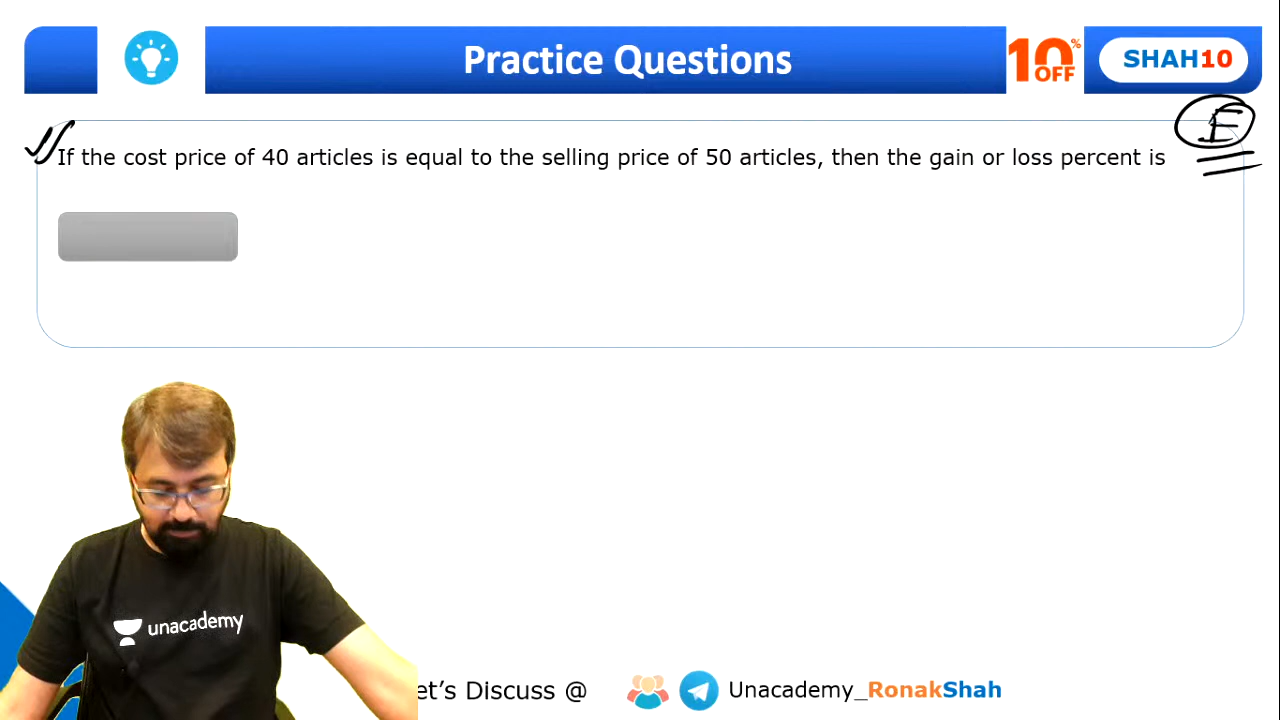 Practice Questions
10% OFF
SHAH10
E
If the cost price of 40 articles is equal to the selling price of 50 articles, then the gain or loss percent is
unacademy
et's Discuss @ Unacademy_RonakShah